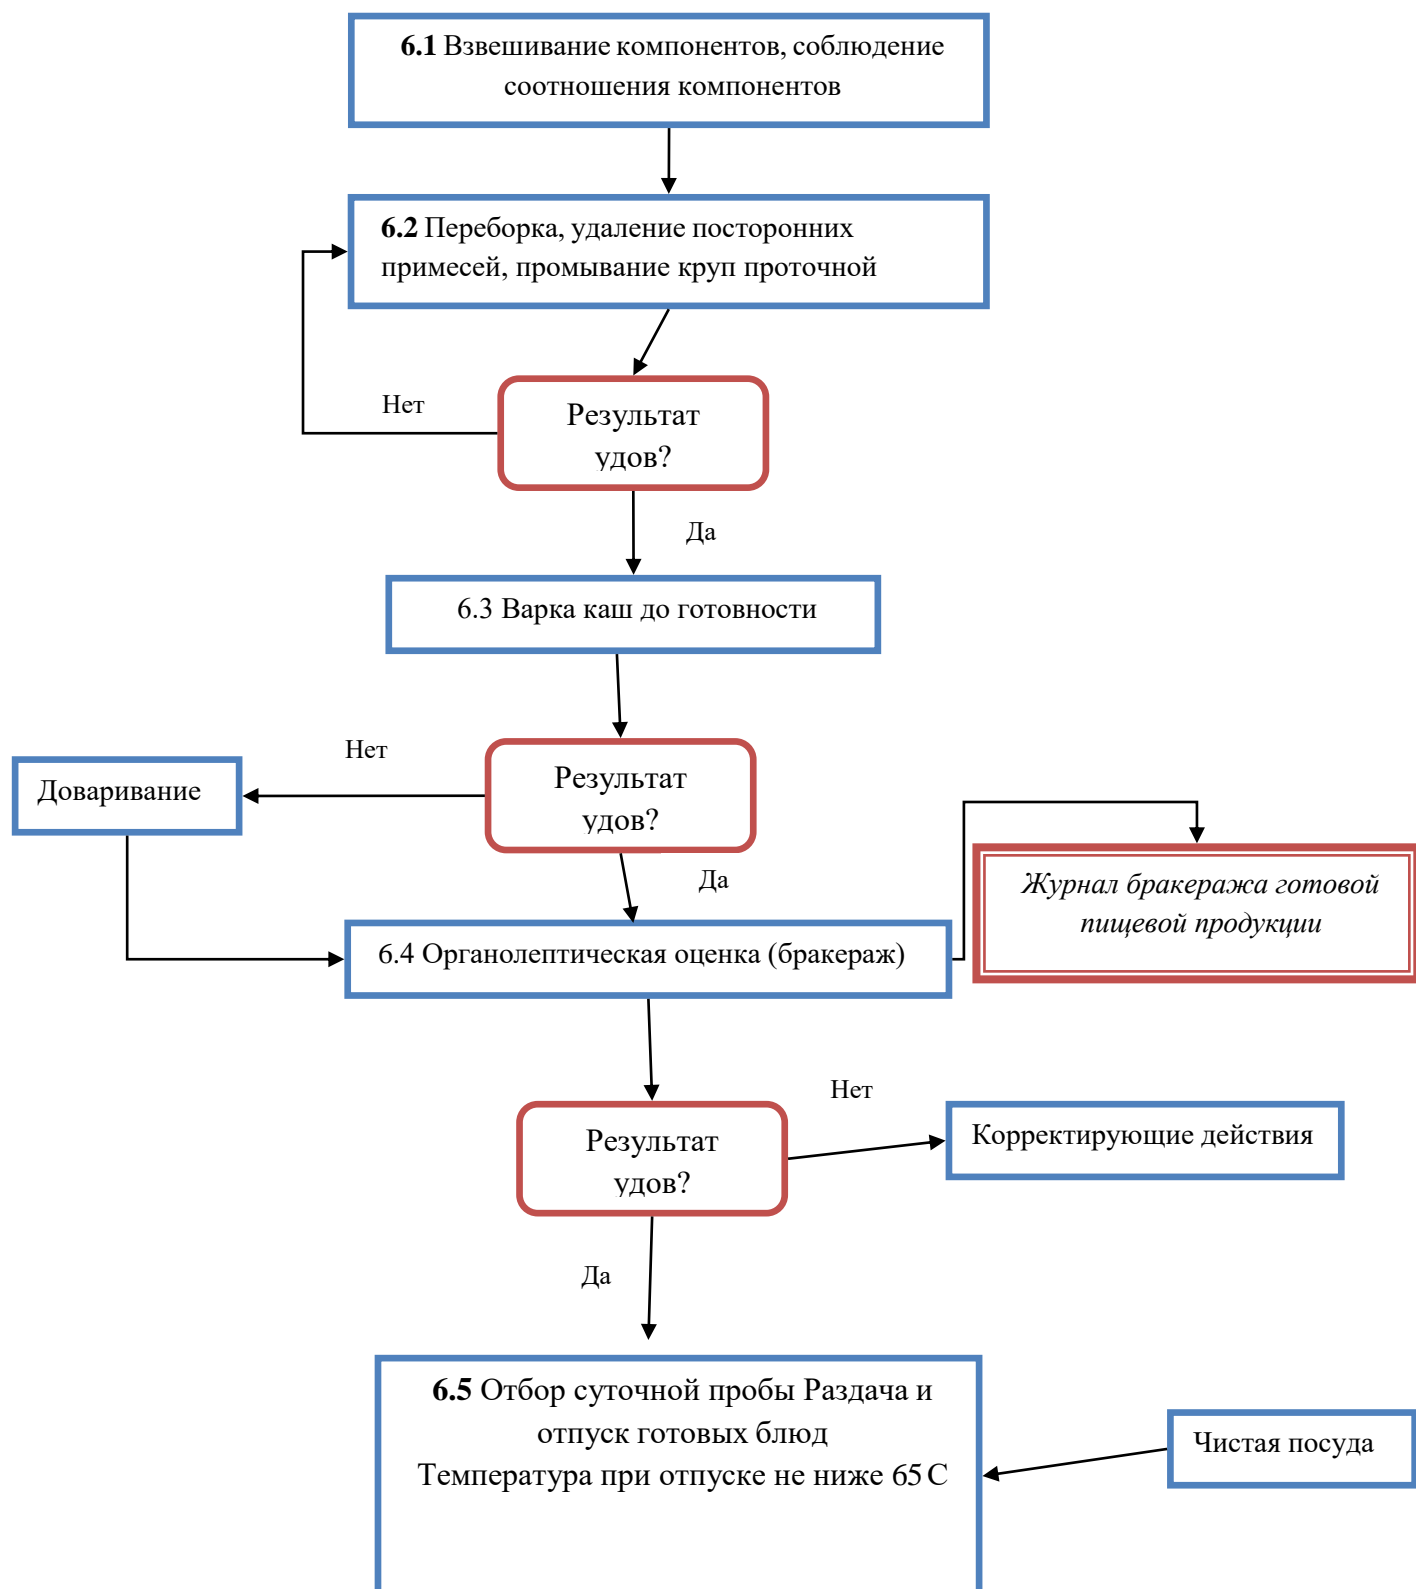 6.1 Взвешивание компонентов, соблюдение
соотношения компонентов
6.2 Переборка, удаление посторонних
примесей, промывание круп проточной
Нет
Результат
удов?
Да
6.3 Варка каш до готовности
Нет
Доваривание
Результат
удов?
Да
Журнал бракеража готовой
пищевой продукции
6.4 Органолептическая оценка (бракераж)
Нет
Результат
удов?
Корректирующие действия
Да
6.5 Отбор суточной пробы Раздача и
отпуск готовых блюд
Температура при отпуске не ниже 65 С
Чистая посуда